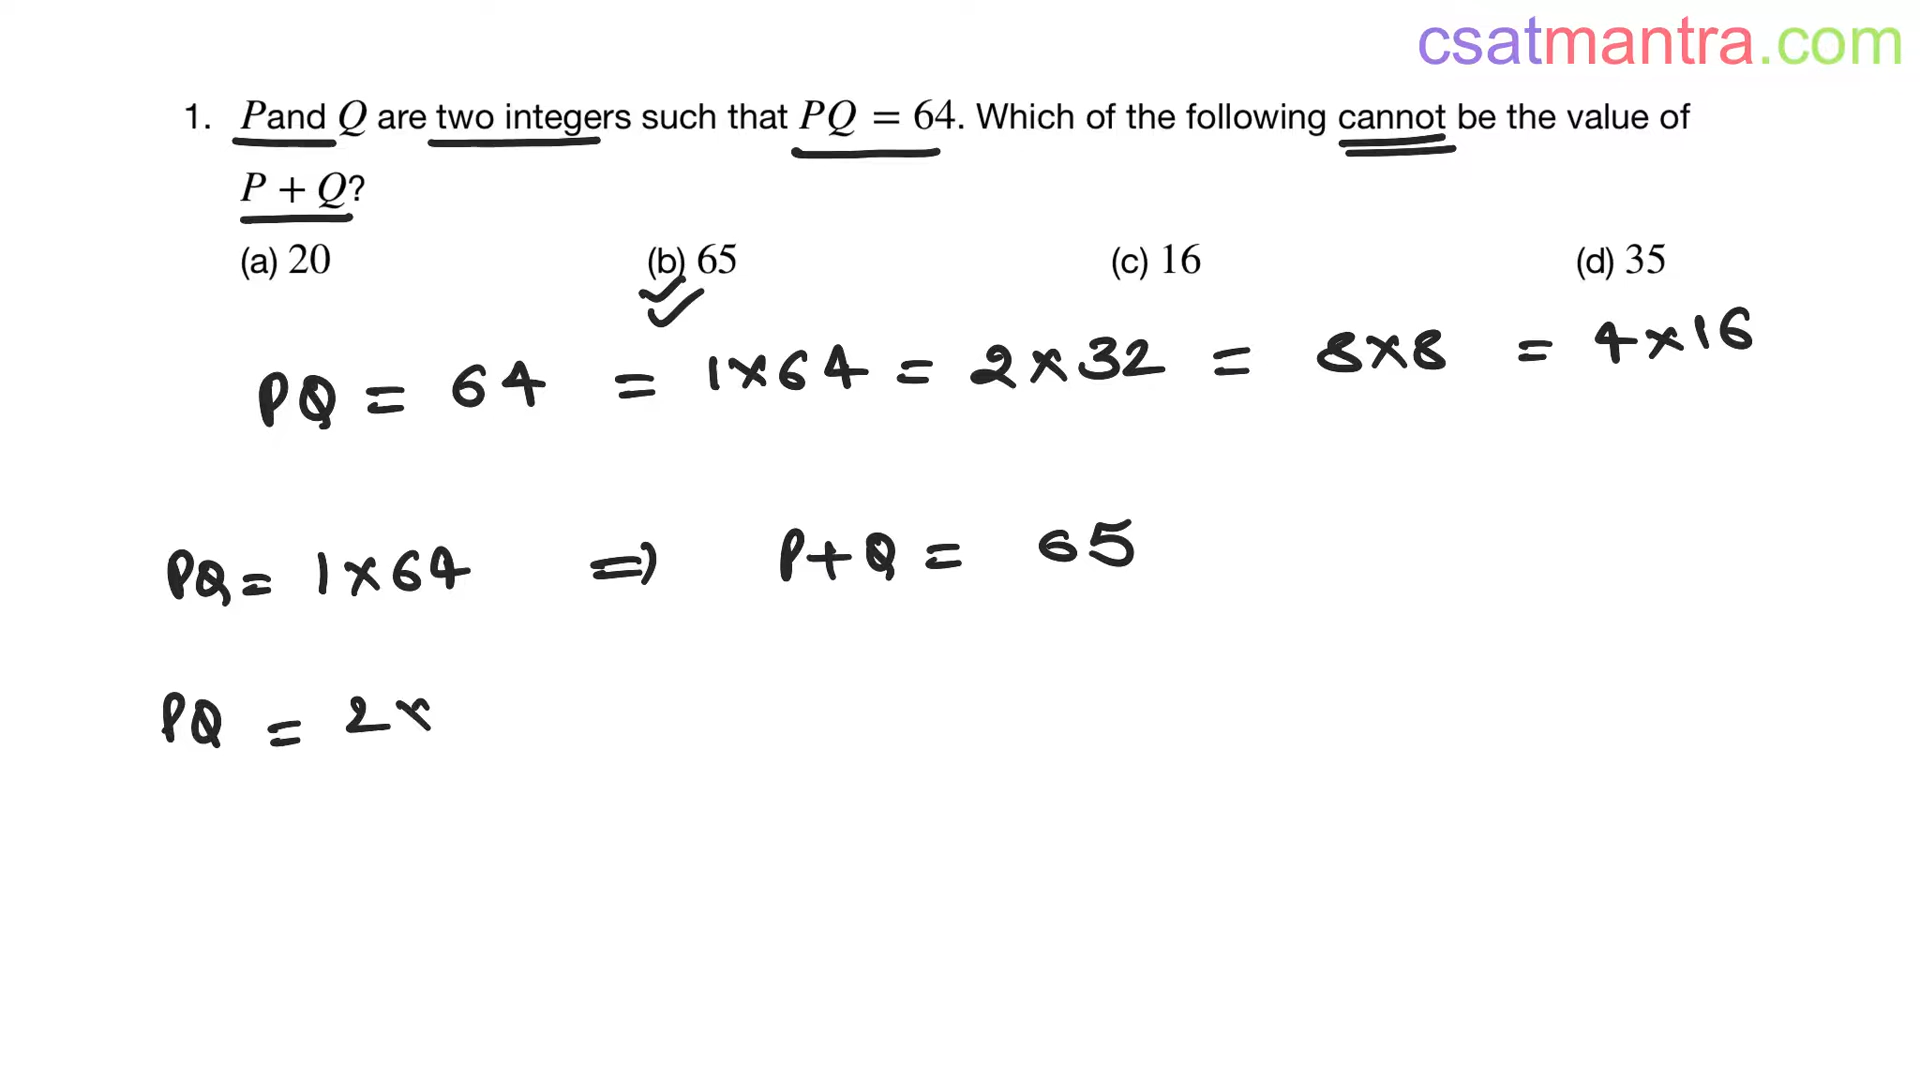 csatmantra.com
1. Pand Q are two integers such that PQ = 64. Which of the following cannot be the value of
P + Q?
(a) 20 (b) 65 (c) 16 (d) 35
PQ = 64 = 1×64 = 2×32 = 8×8 = 4×16
PQ = 1×64 ⇒ P+Q = 65
PQ = 2×